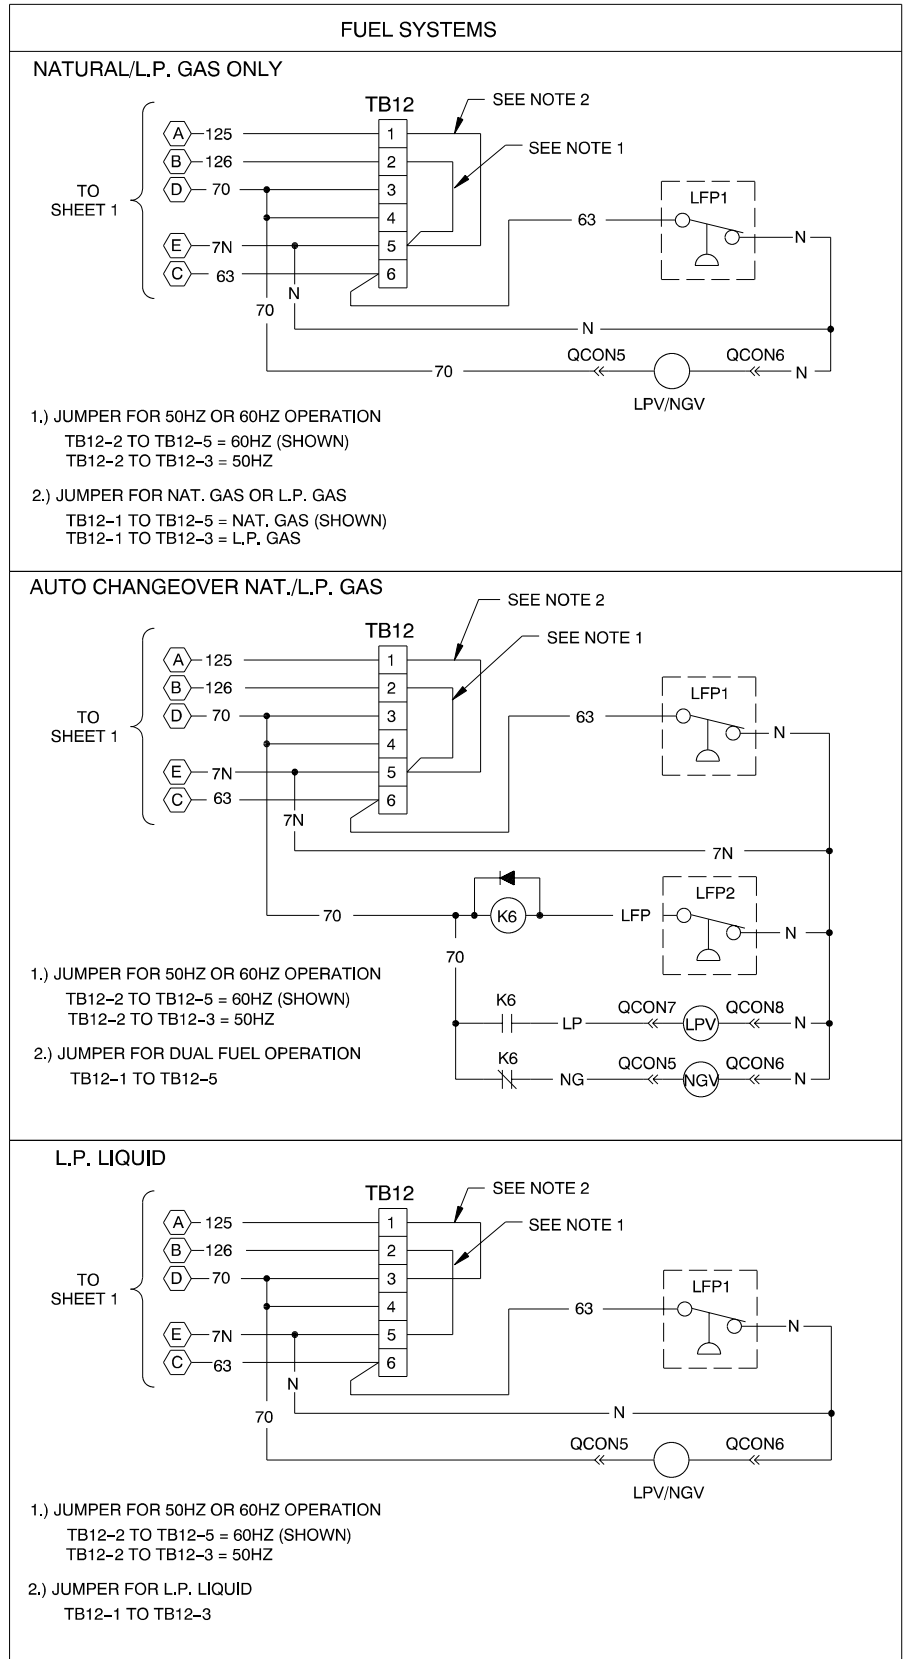 FUEL SYSTEMS
NATURAL/L.P. GAS ONLY
TB12
SEE NOTE 2
SEE NOTE 1
TO
SHEET 1
A 125 1
B 126 2
D 70 3
4
E 7N 5
C 63 6
63
LFP1
N
N
70
N
70
QCON5
QCON6
N
LPV/NGV
1.) JUMPER FOR 50HZ OR 60HZ OPERATION
TB12-2 TO TB12-5 = 60HZ (SHOWN)
TB12-2 TO TB12-3 = 50HZ
2.) JUMPER FOR NAT. GAS OR L.P. GAS
TB12-1 TO TB12-5 = NAT. GAS (SHOWN)
TB12-1 TO TB12-3 = L.P. GAS
AUTO CHANGEOVER NAT./L.P. GAS
TB12
SEE NOTE 2
SEE NOTE 1
TO
SHEET 1
A 125 1
B 126 2
D 70 3
4
E 7N 5
C 63 6
63
LFP1
N
7N
7N
70
K6
LFP
LFP2
N
70
K6
LP
QCON7
LPV
QCON8
N
K6
NG
QCON5
NGV
QCON6
N
1.) JUMPER FOR 50HZ OR 60HZ OPERATION
TB12-2 TO TB12-5 = 60HZ (SHOWN)
TB12-2 TO TB12-3 = 50HZ
2.) JUMPER FOR DUAL FUEL OPERATION
TB12-1 TO TB12-5
L.P. LIQUID
TB12
SEE NOTE 2
SEE NOTE 1
TO
SHEET 1
A 125 1
B 126 2
D 70 3
4
E 7N 5
C 63 6
63
LFP1
N
N
70
N
QCON5
QCON6
LPV/NGV
1.) JUMPER FOR 50HZ OR 60HZ OPERATION
TB12-2 TO TB12-5 = 60HZ (SHOWN)
TB12-2 TO TB12-3 = 50HZ
2.) JUMPER FOR L.P. LIQUID
TB12-1 TO TB12-3